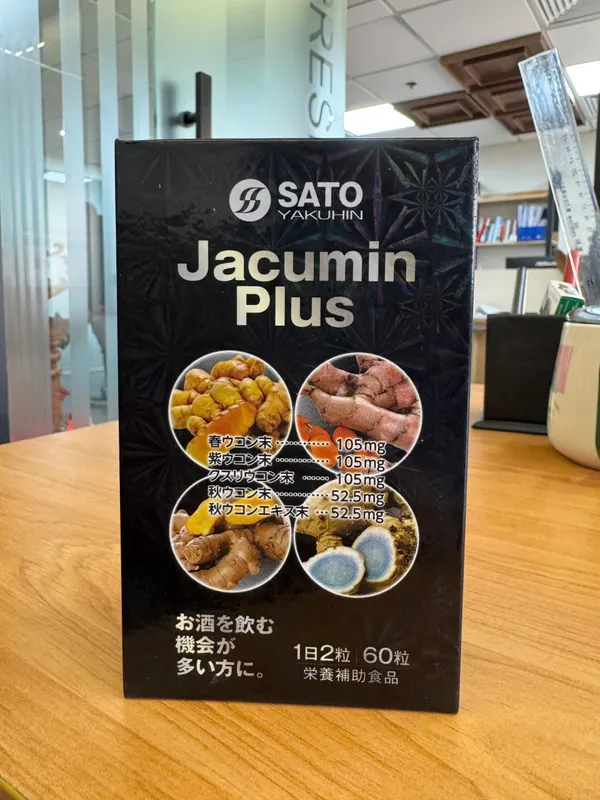 PRES
SATO
YAKUHIN
Jacumin
Plus
春ウコン末 ………… 105mg
紫ウコン末 ………… 105mg
クスリウコン末 …… 105mg
秋ウコン末 ………… 52.5mg
秋ウコンエキス末 … 52.5mg
お酒を飲む
機会が
多い方に。
1日2粒 | 60粒
栄養補助食品